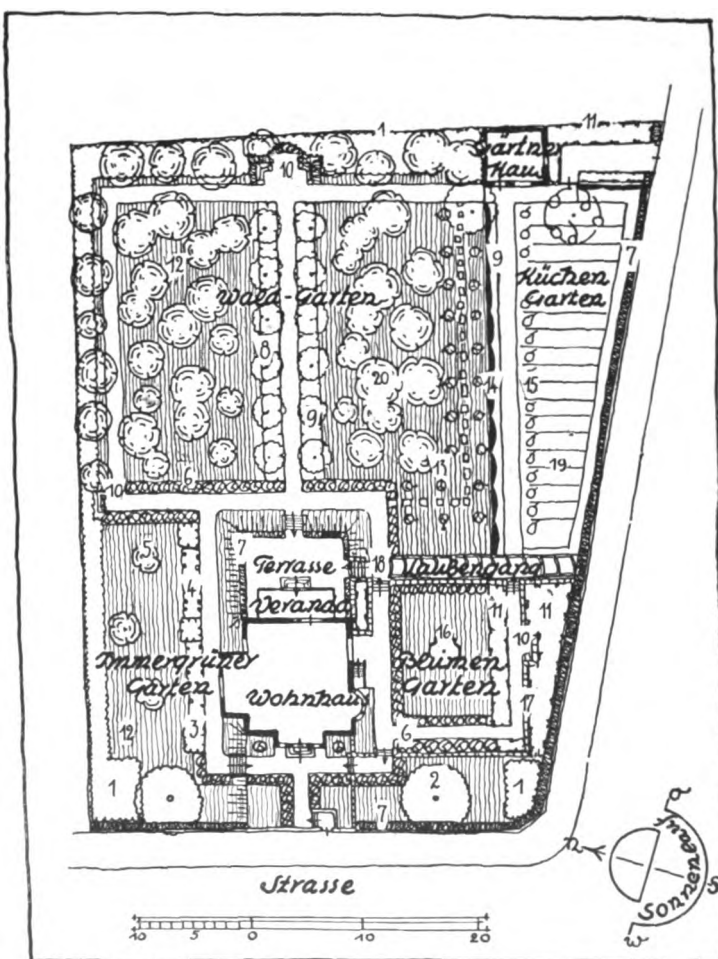 1
11
Gärtner
Haus
10
12
Wald-Garten
9
7
Küchen
Garten
8
20
14
15
9
13
19
6
10
7
Terrasse
18
Laubengang
5
4
Veranda
16
11
10
11
Immergrüner
Garten
Blumen
Garten
Wohnhaus
17
12
3
6
1
2
1
7
Strasse
n
o
s
w
Sonnenlauf
10
5
0
10
20